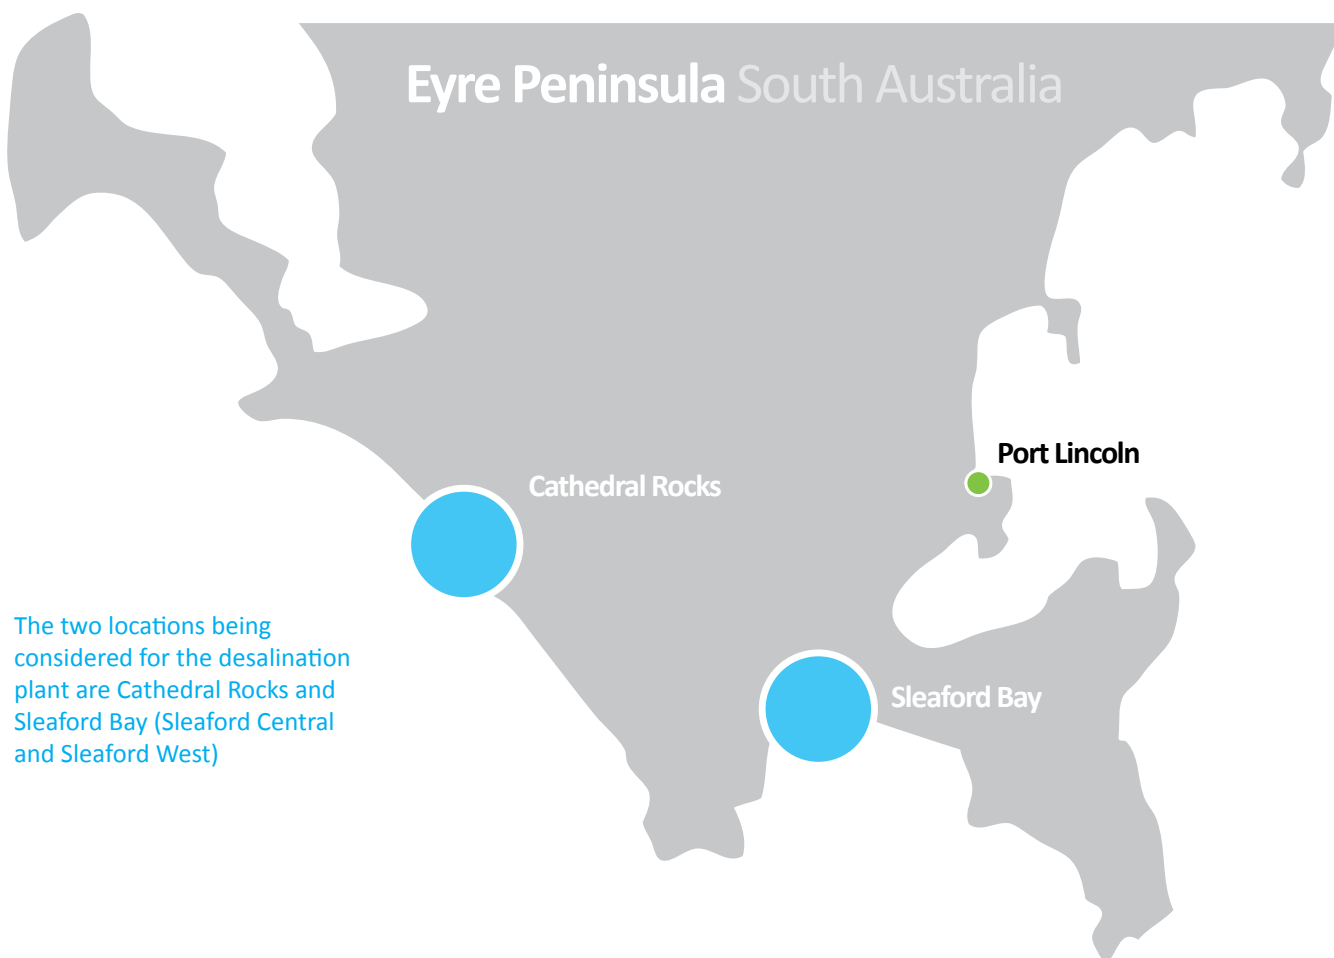 Eyre Peninsula South Australia
Port Lincoln
Cathedral Rocks
The two locations being
considered for the desalination
plant are Cathedral Rocks and
Sleaford Bay (Sleaford Central
and Sleaford West)
Sleaford Bay